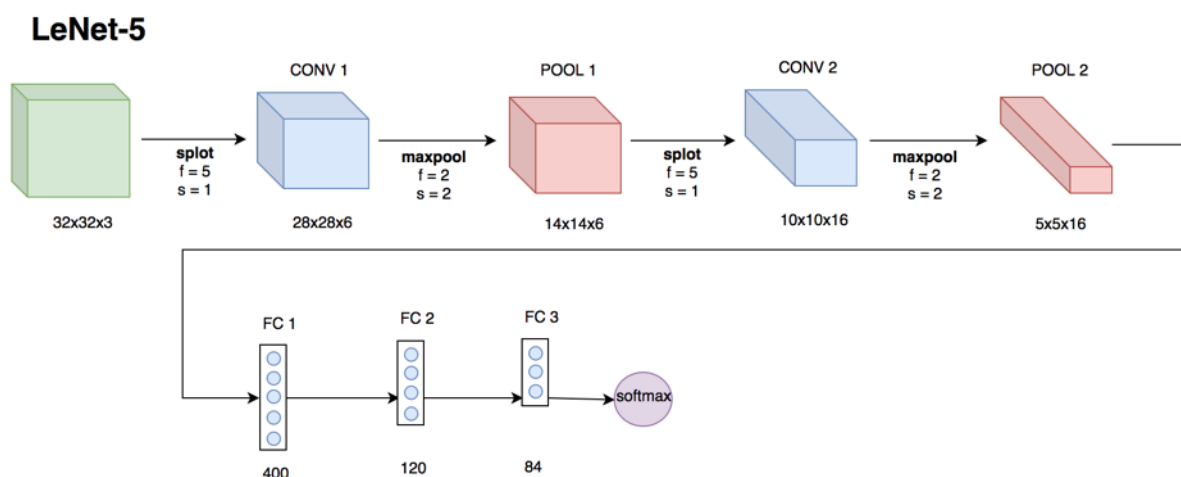 LeNet-5
CONV 1
POOL 1
CONV 2
POOL 2
splot
f = 5
s = 1
maxpool
f = 2
s = 2
splot
f = 5
s = 1
maxpool
f = 2
s = 2
32x32x3
28x28x6
14x14x6
10x10x16
5x5x16
FC 1
FC 2
FC 3
softmax
400
120
84